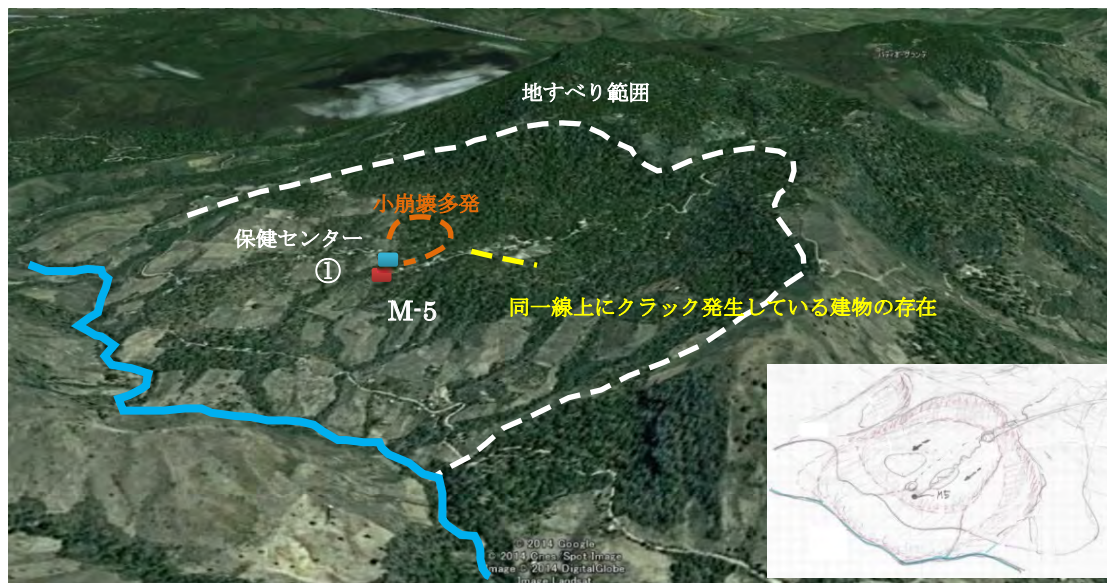 地すべり範囲
小崩壊多発
保健センター
①
M-5
同一線上にクラック発生している建物の存在
M5
© 2014 Google
© 2014 Cnes/Spot Image
Image © 2014 DigitalGlobe
Image Landsat